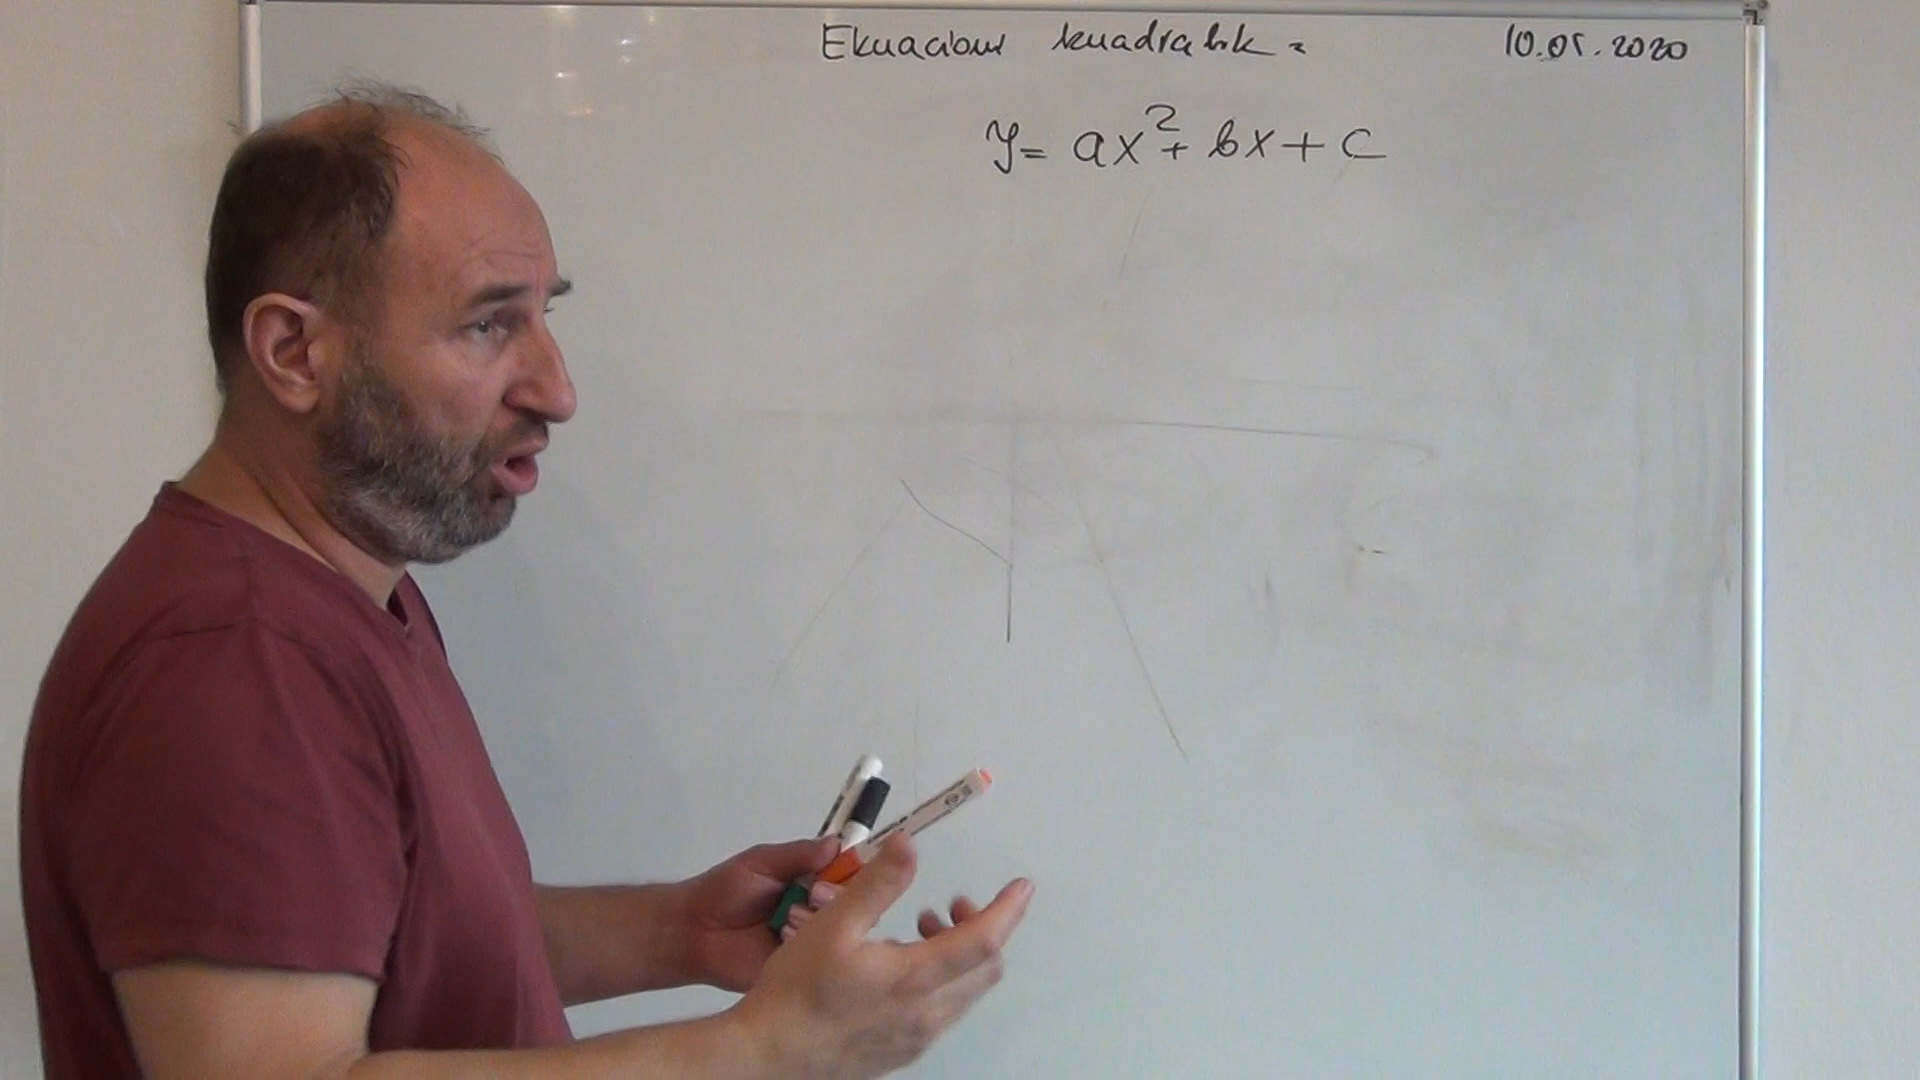 Ekuacioni kuadratik = 10.05.2020
y = ax² + bx + c